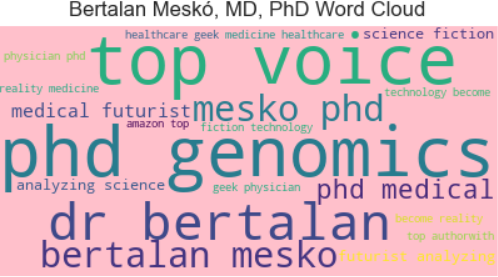 Bertalan Meskó, MD, PhD Word Cloud
healthcare geek medicine healthcare science fiction
physician phd top voice
reality medicine technology become
medical futurist mesko phd
amazon top fiction technology
phd genomics
analyzing science geek physician phd medical
dr bertalan become reality
top authorwith
bertalan mesko futurist analyzing